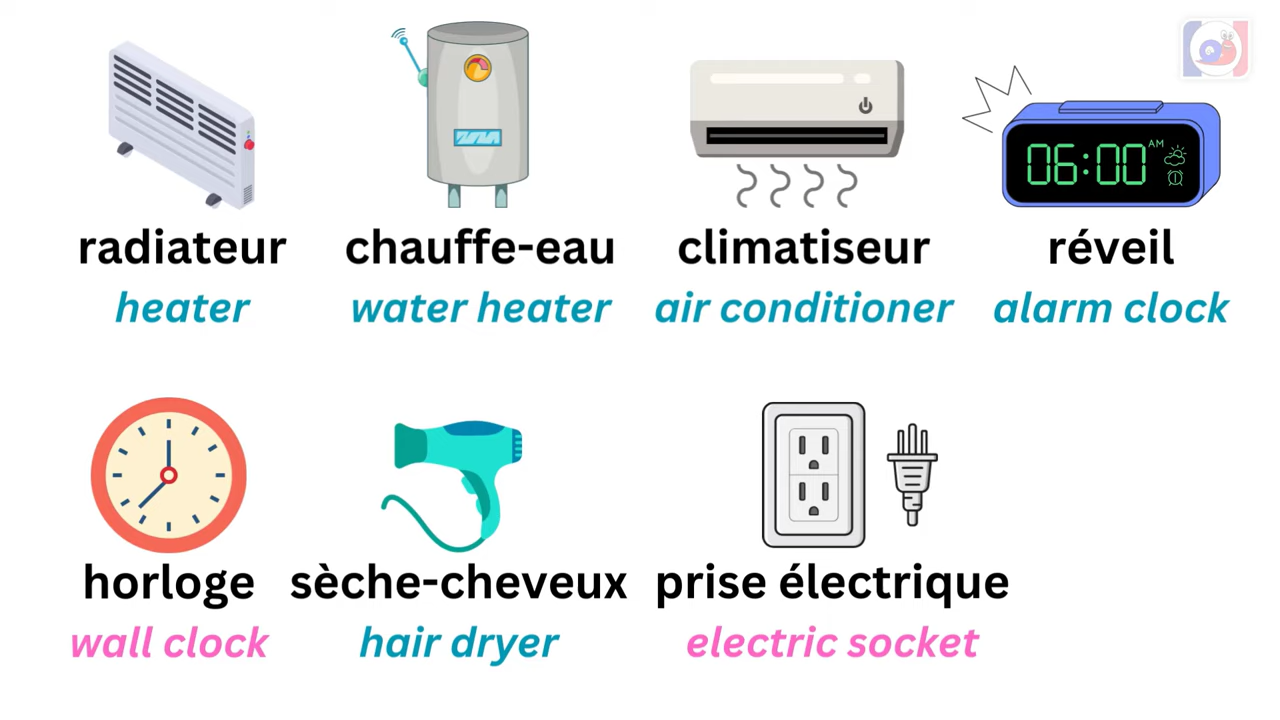 06:00 AM
radiateur chauffe-eau climatiseur réveil
heater water heater air conditioner alarm clock
horloge sèche-cheveux prise électrique
wall clock hair dryer electric socket